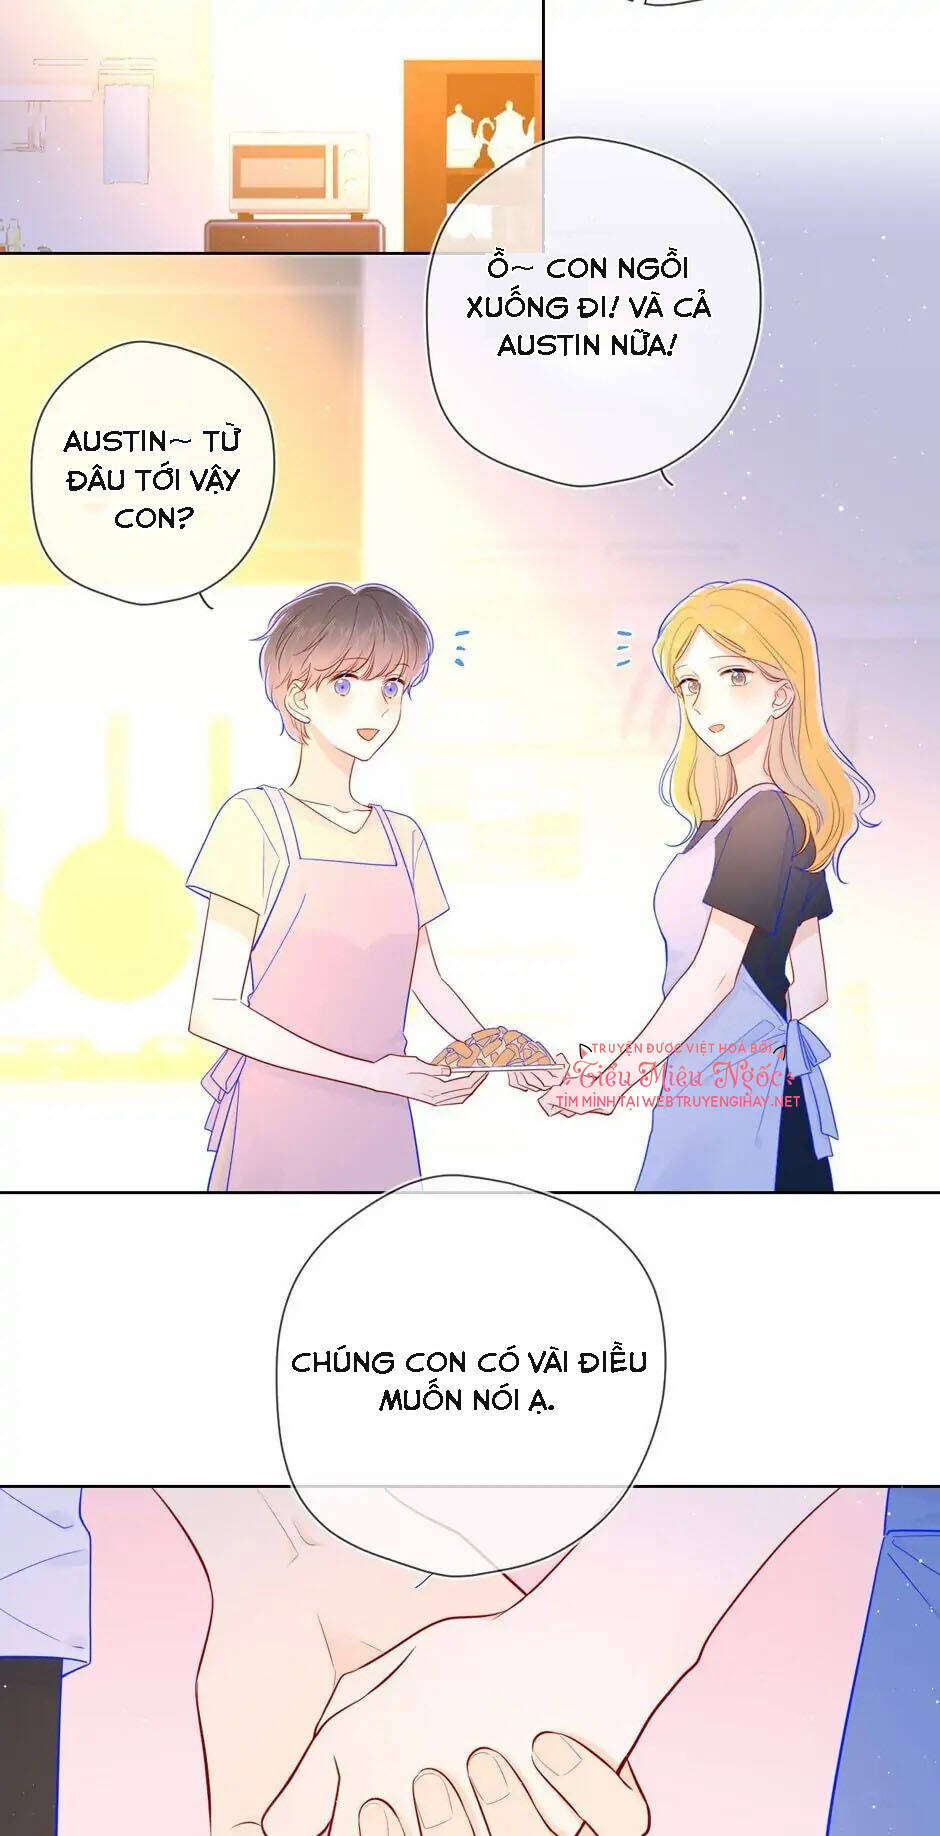 Ồ~ CON NGỒI
XUỐNG ĐI! VÀ CẢ
AUSTIN NỮA!
AUSTIN~ TỪ
ĐÂU TỚI VẬY
CON?
TRUYỆN ĐƯỢC VIỆT HOÁ BỞI
Tiểu Miêu Ngốc
TÌM MÌNH TẠI WEBTRUYENGIHAY.NET
CHÚNG CON CÓ VÀI ĐIỀU
MUỐN NÓI Ạ.